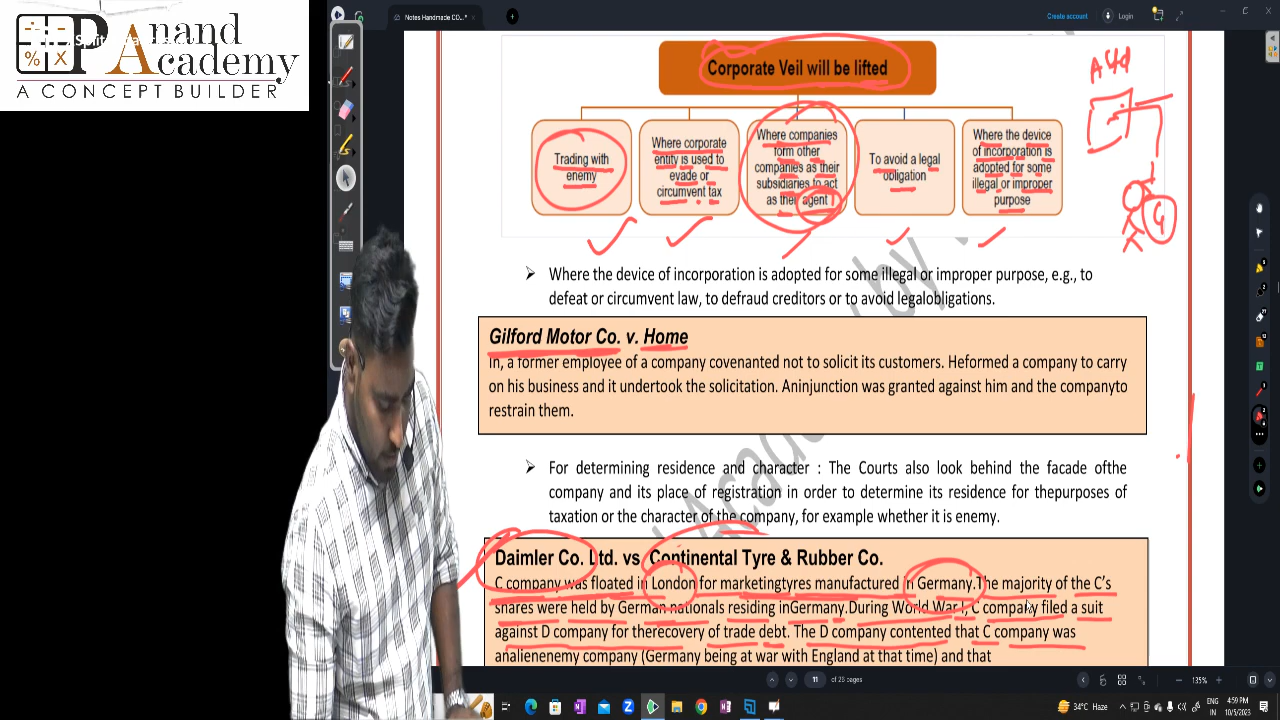 Notes Handmade CO...*
Create account
Login
P Anand
Academy
A CONCEPT BUILDER
% X
Corporate Veil will be lifted
A4d
Trading with
enemy
Where corporate
entity is used to
evade or
circumvent tax
Where companies
form other
companies as their
subsidiaries to act
as their agent
To avoid a legal
obligation
Where the device
of incorporation is
adopted for some
illegal or improper
purpose
Where the device of incorporation is adopted for some illegal or improper purpose, e.g., to
defeat or circumvent law, to defraud creditors or to avoid legalobligations.
Gilford Motor Co. v. Home
In, a former employee of a company covenanted not to solicit its customers. Heformed a company to carry
on his business and it undertook the solicitation. Aninjunction was granted against him and the companyto
restrain them.
For determining residence and character : The Courts also look behind the facade ofthe
company and its place of registration in order to determine its residence for thepurposes of
taxation or the character of the company, for example whether it is enemy.
Daimler Co. Ltd. vs Continental Tyre & Rubber Co.
C company was floated in London for marketingtyres manufactured in Germany.The majority of the C's
shares were held by German nationals residing inGermany.During World War I, C company filed a suit
against D company for therecovery of trade debt. The D company contented that C company was
analienenemy company (Germany being at war with England at that time) and that
11 of 26 pages
135%
34°C Haze
ENG
IN
4:59 PM
10/5/2023